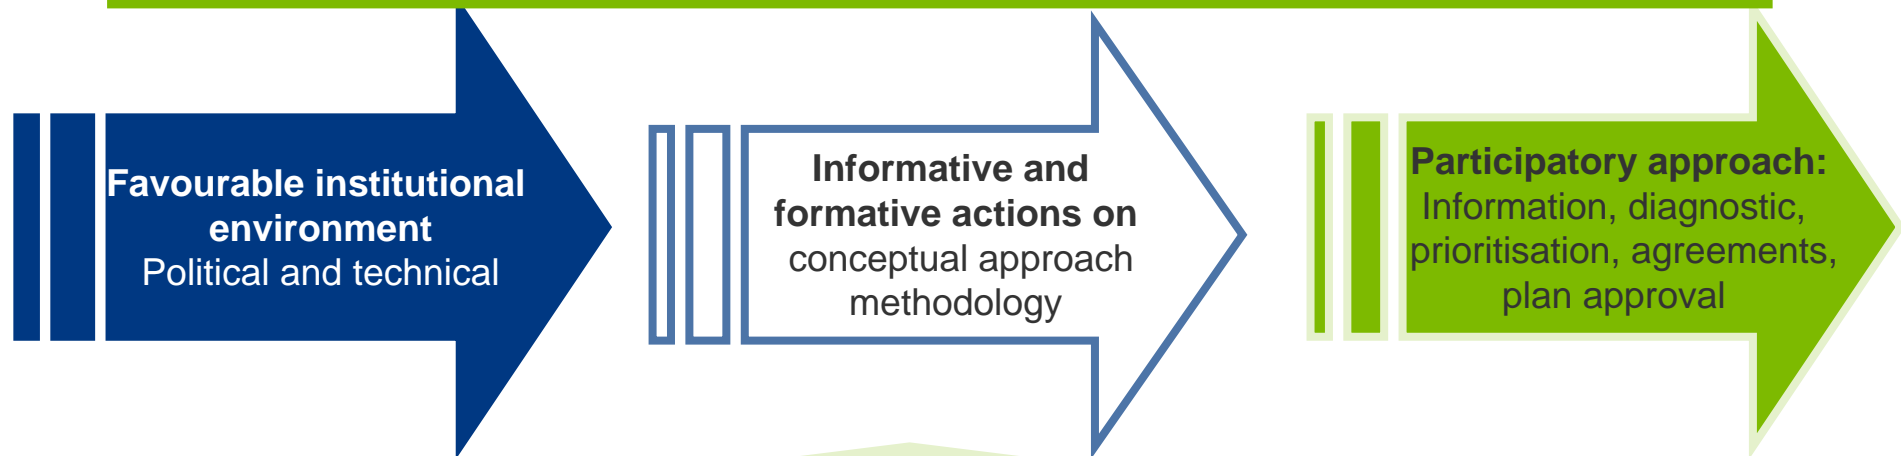 Favourable institutional
environment
Political and technical
Informative and
formative actions on
conceptual approach
methodology
Participatory approach:
Information, diagnostic,
prioritisation, agreements,
plan approval